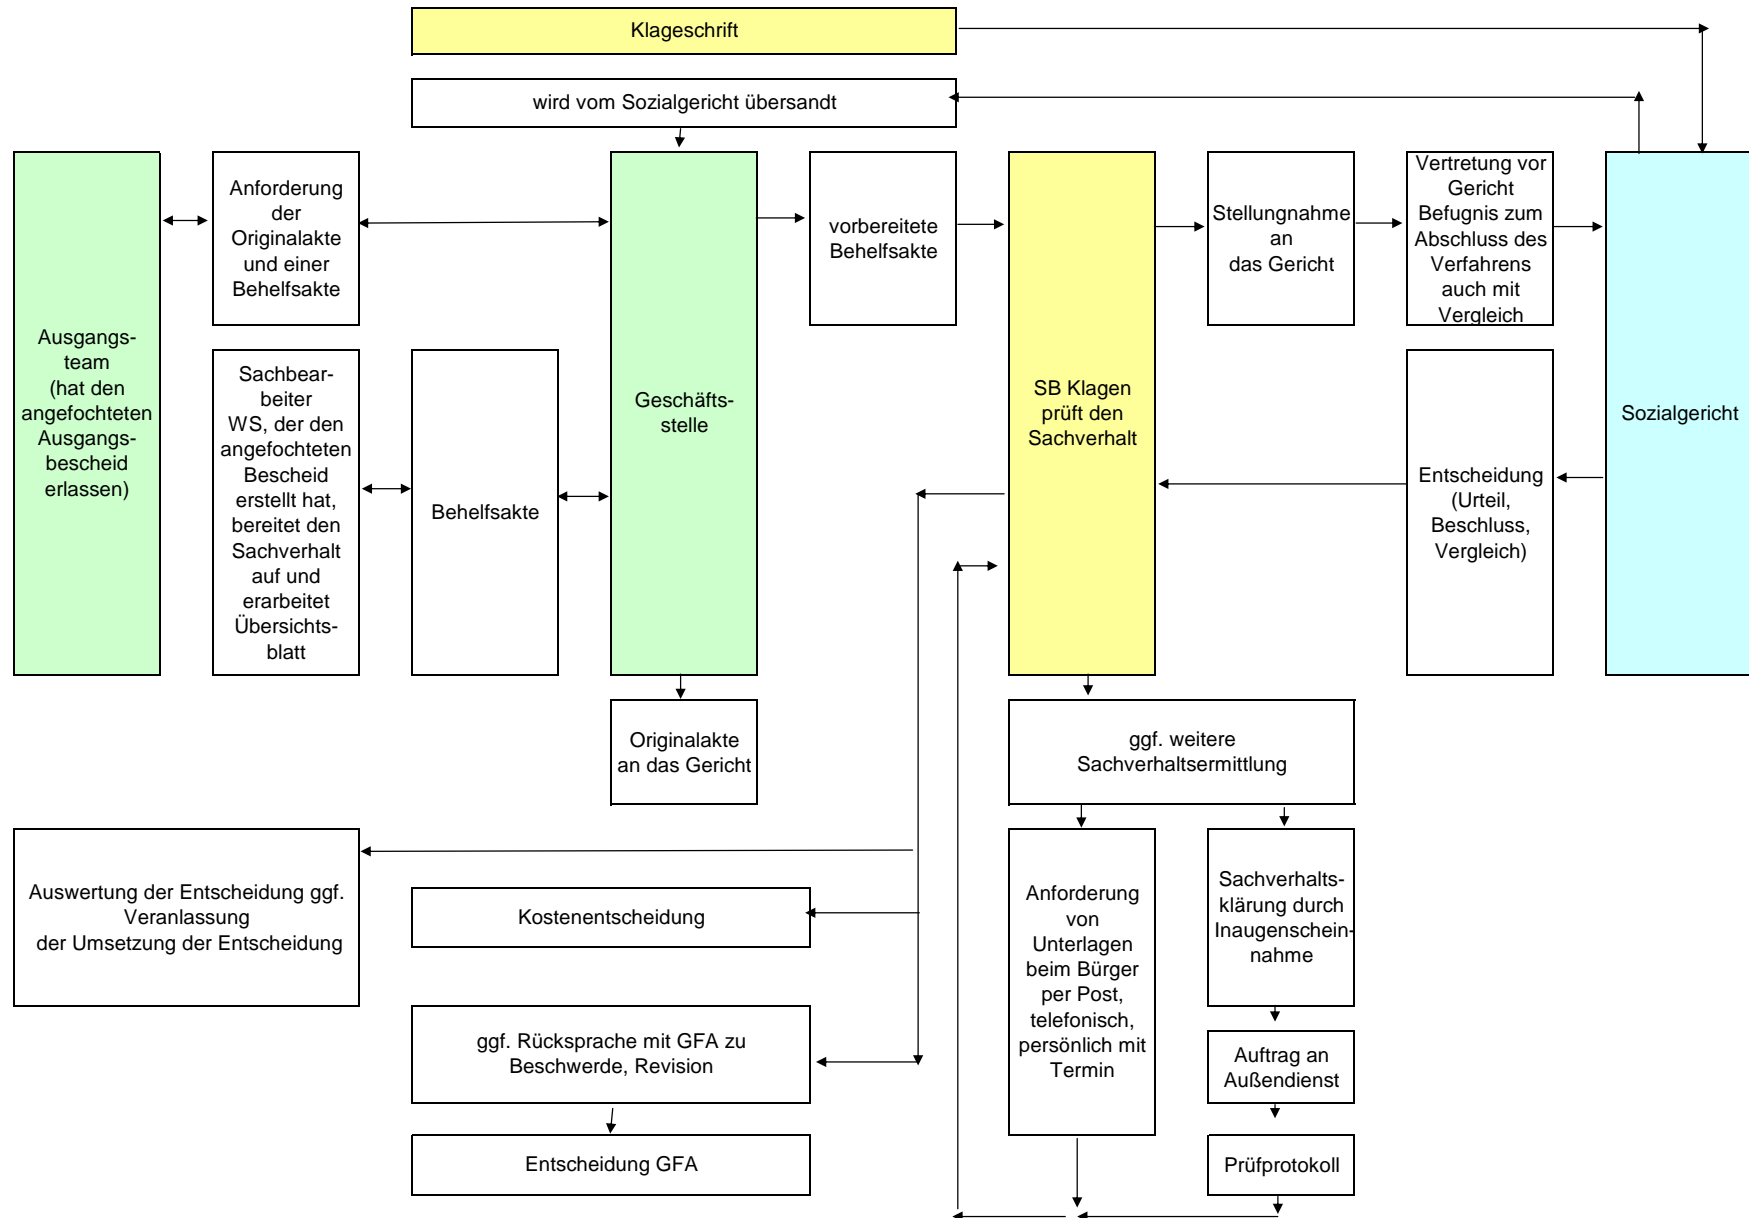 Klageschrift
wird vom Sozialgericht übersandt
Ausgangs-
team
(hat den
angefochteten
Ausgangs-
bescheid
erlassen)
Anforderung
der
Originalakte
und einer
Behelfsakte
Sachbear-
beiter
WS, der den
angefochteten
Bescheid
erstellt hat,
bereitet den
Sachverhalt
auf und
erarbeitet
Übersichts-
blatt
Behelfsakte
Geschäfts-
stelle
vorbereitete
Behelfsakte
SB Klagen
prüft den
Sachverhalt
Stellungnahme
an
das Gericht
Vertretung vor
Gericht
Befugnis zum
Abschluss des
Verfahrens
auch mit
Vergleich
Entscheidung
(Urteil,
Beschluss,
Vergleich)
Sozialgericht
Originalakte
an das Gericht
ggf. weitere
Sachverhaltsermittlung
Auswertung der Entscheidung ggf.
Veranlassung
der Umsetzung der Entscheidung
Kostenentscheidung
ggf. Rücksprache mit GFA zu
Beschwerde, Revision
Entscheidung GFA
Anforderung
von
Unterlagen
beim Bürger
per Post,
telefonisch,
persönlich mit
Termin
Sachverhalts-
klärung durch
Inaugenschein-
nahme
Auftrag an
Außendienst
Prüfprotokoll